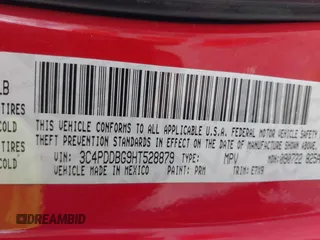 LB
TIRES
COLD
TIRES
COLD
THIS VEHICLE CONFORMS TO ALL APPLICABLE U.S.A. FEDERAL MOTOR VEHICLE SAFETY
THEFT PREVENTION STANDARDS IN EFFECT ON THE DATE OF MANUFACTURE SHOWN ABOVE.
VIN: 3C4PDDBG9HT528879 TYPE: MPV
MADE IN MEXICO PAINT: PRM TRIM:
DREAMBID